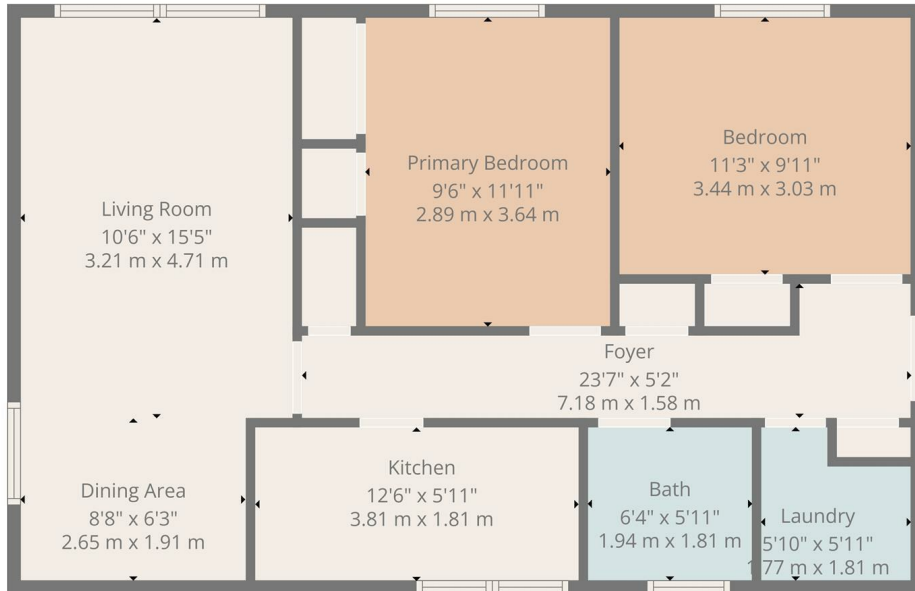 Living Room
10'6" x 15'5"
3.21 m x 4.71 m
Primary Bedroom
9'6" x 11'11"
2.89 m x 3.64 m
Bedroom
11'3" x 9'11"
3.44 m x 3.03 m
Foyer
23'7" x 5'2"
7.18 m x 1.58 m
Dining Area
8'8" x 6'3"
2.65 m x 1.91 m
Kitchen
12'6" x 5'11"
3.81 m x 1.81 m
Bath
6'4" x 5'11"
1.94 m x 1.81 m
Laundry
5'10" x 5'11"
1.77 m x 1.81 m